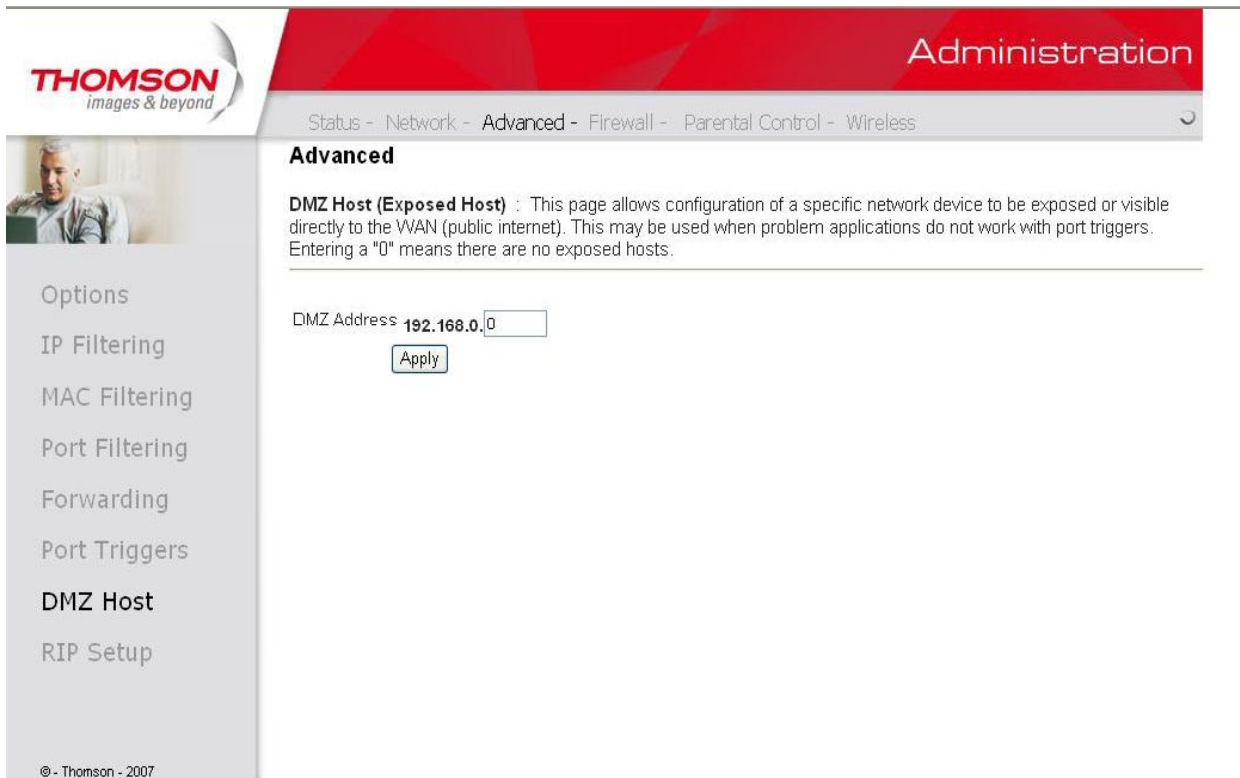 THOMSON
images & beyond
Administration
Status - Network - Advanced - Firewall - Parental Control - Wireless
Advanced
DMZ Host (Exposed Host) : This page allows configuration of a specific network device to be exposed or visible
directly to the WAN (public internet). This may be used when problem applications do not work with port triggers.
Entering a "0" means there are no exposed hosts.
DMZ Address 192.168.0.0
Apply
Options
IP Filtering
MAC Filtering
Port Filtering
Forwarding
Port Triggers
DMZ Host
RIP Setup
© - Thomson - 2007